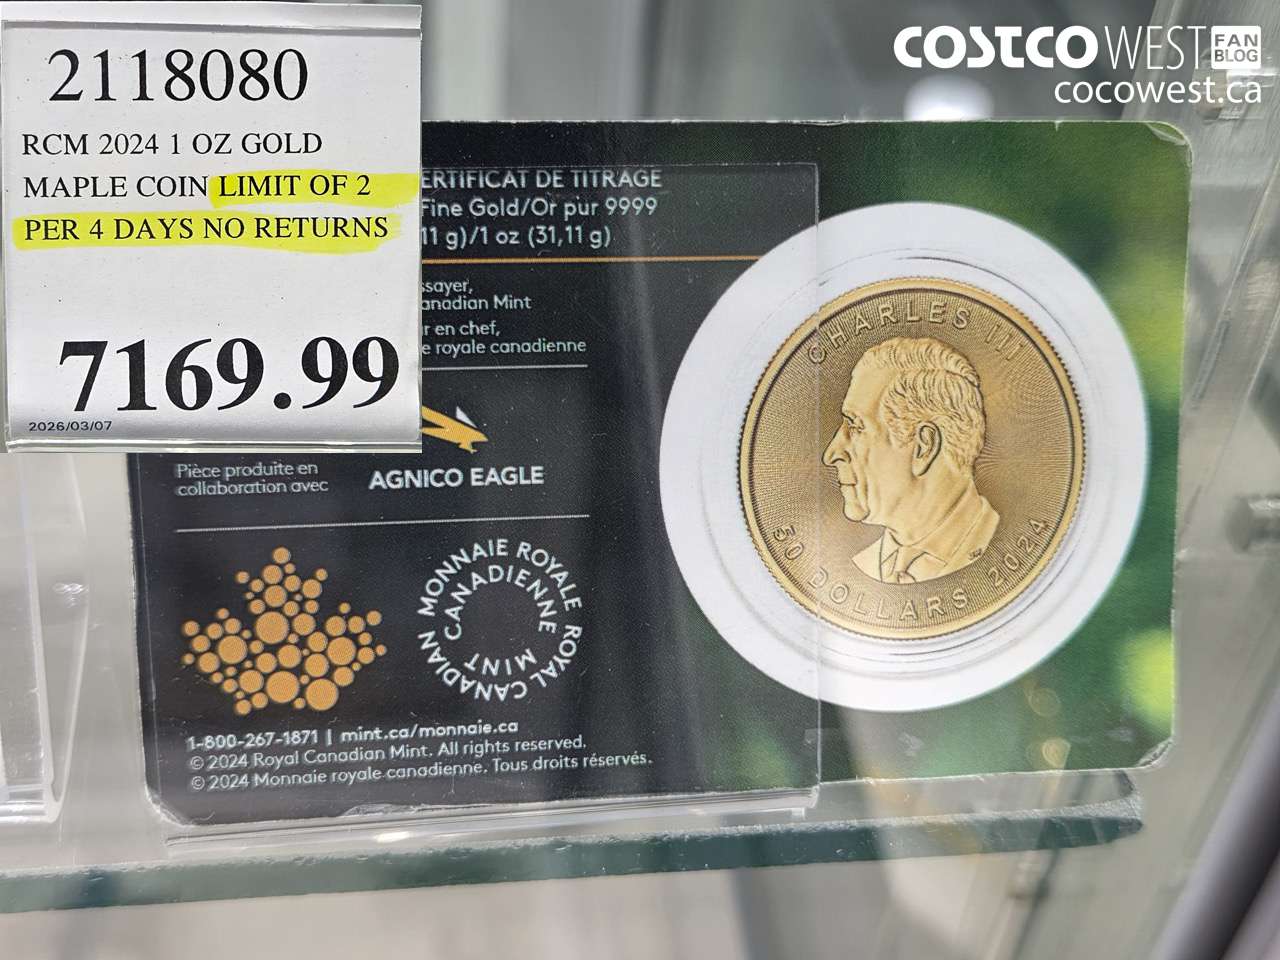 2118080
RCM 2024 1 OZ GOLD
MAPLE COIN LIMIT OF 2
PER 4 DAYS NO RETURNS
7169.99
2026/03/07
COSTCO WEST FAN BLOG
cocowest.ca
ERTIFICAT DE TITRAGE
Fine Gold/Or pur 9999
11 g)/1 oz (31,11 g)
ssayer,
anadian Mint
r en chef,
e royale canadienne
Pièce produite en
collaboration avec
AGNICO EAGLE
MONNAIE ROYALE CANADIENNE
ROYAL CANADIAN MINT
1-800-267-1871 | mint.ca/monnaie.ca
© 2024 Royal Canadian Mint. All rights reserved.
© 2024 Monnaie royale canadienne. Tous droits réservés.
CHARLES III
50 DOLLARS 2024